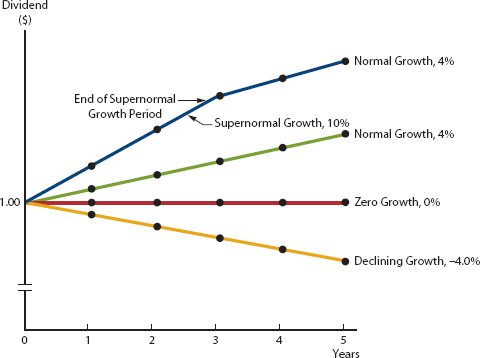 Dividend
($)
Normal Growth, 4%
End of Supernormal
Growth Period
Supernormal Growth, 10%
Normal Growth, 4%
1.00
Zero Growth, 0%
Declining Growth, −4.0%
0 1 2 3 4 5
Years